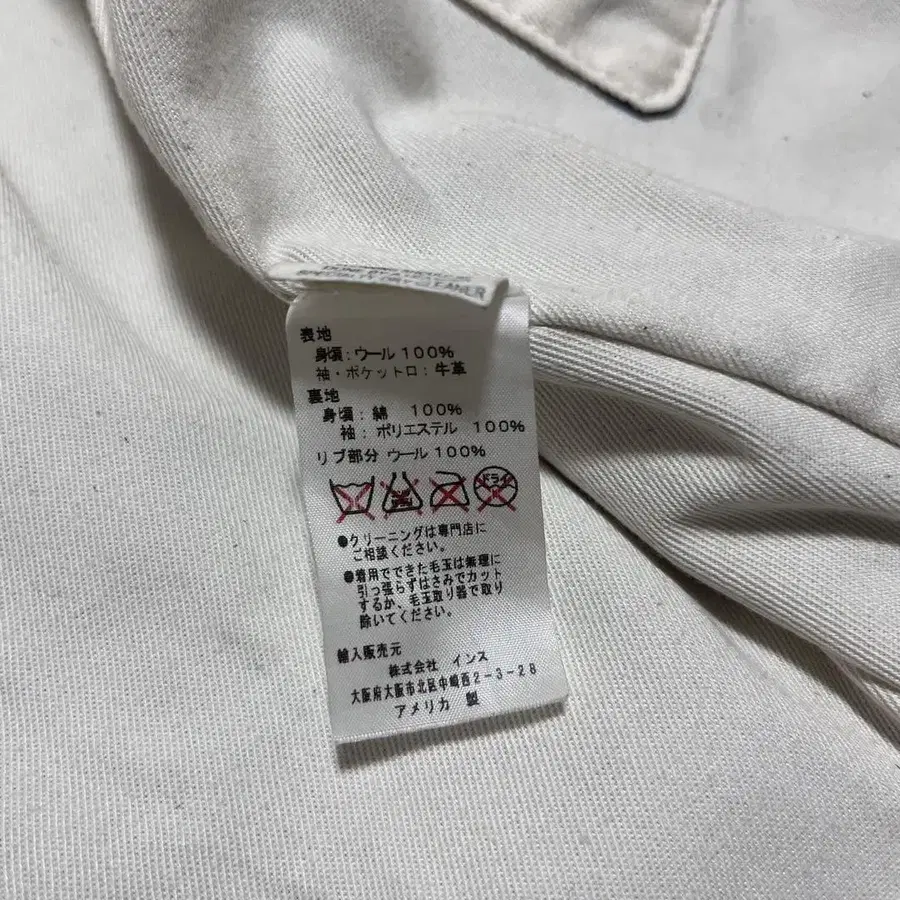 SPECIALTY DRY CLEANER
表地
身頃：ウール 100%
袖・ポケット口：牛革
裏地
身頃：綿 100%
袖：ポリエステル 100%
リブ部分 ウール 100%
ドライ
●クリーニングは専門店に
ご相談ください。
●着用でできた毛玉は無理に
引っ張らずはさみでカット
するか、毛玉取り器で取り
除いてください。
輸入販売元
株式会社 インス
大阪府大阪市北区中崎西2-3-28
アメリカ 製